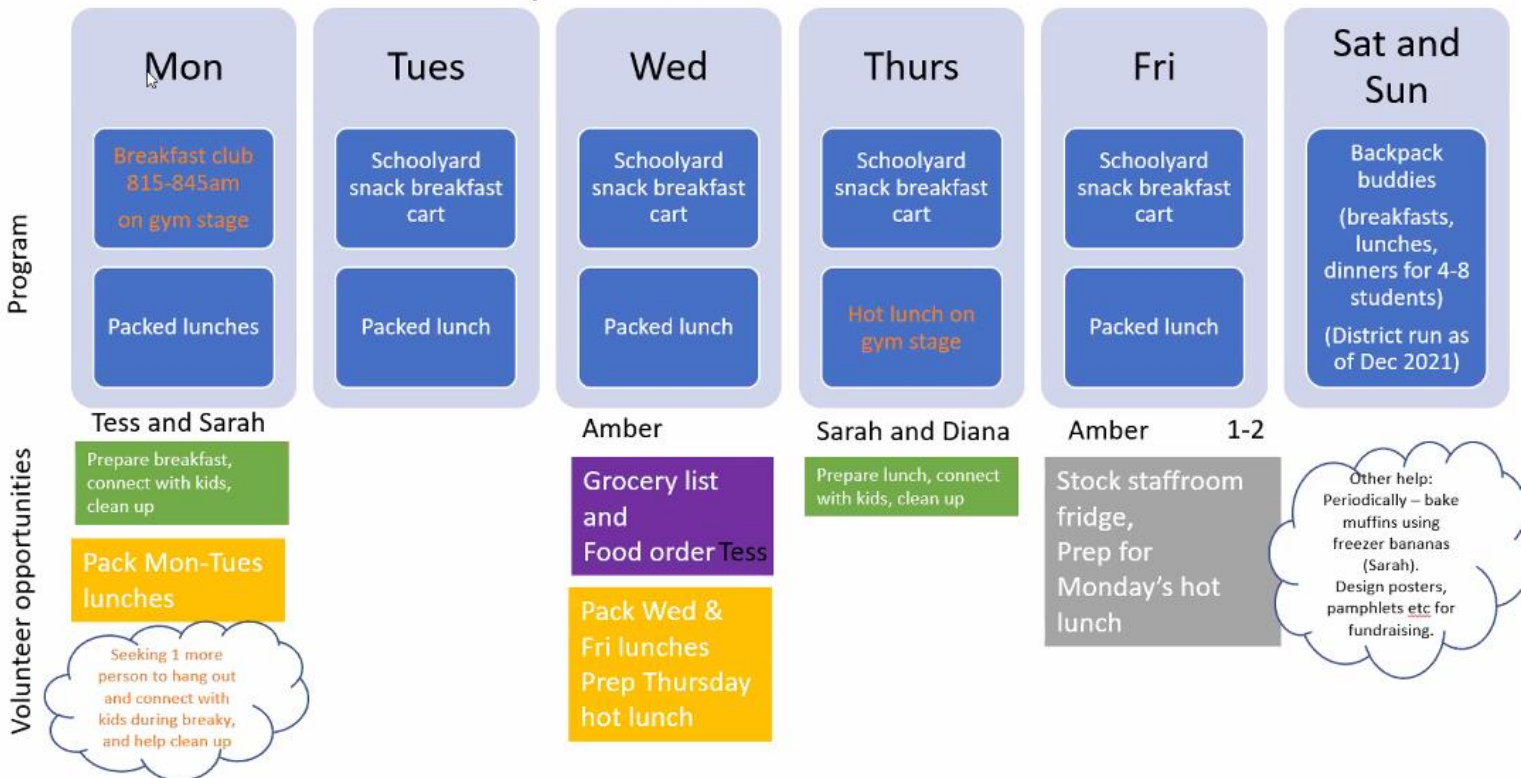 Mon
Tues
Wed
Thurs
Fri
Sat and
Sun
Program
Breakfast club
815-845am
on gym stage
Schoolyard
snack breakfast
cart
Schoolyard
snack breakfast
cart
Schoolyard
snack breakfast
cart
Schoolyard
snack breakfast
cart
Backpack
buddies
(breakfasts,
lunches,
dinners for 4-8
students)
(District run as
of Dec 2021)
Packed lunches
Packed lunch
Packed lunch
Hot lunch on
gym stage
Packed lunch
Volunteer opportunities
Tess and Sarah
Prepare breakfast,
connect with kids,
clean up
Pack Mon-Tues
lunches
Seeking 1 more
person to hang out
and connect with
kids during breaky,
and help clean up
Amber
Grocery list
and
Food order Tess
Pack Wed &
Fri lunches
Prep Thursday
hot lunch
Sarah and Diana
Prepare lunch, connect
with kids, clean up
Amber 1-2
Stock staffroom
fridge,
Prep for
Monday's hot
lunch
Other help:
Periodically – bake
muffins using
freezer bananas
(Sarah).
Design posters,
pamphlets etc for
fundraising.